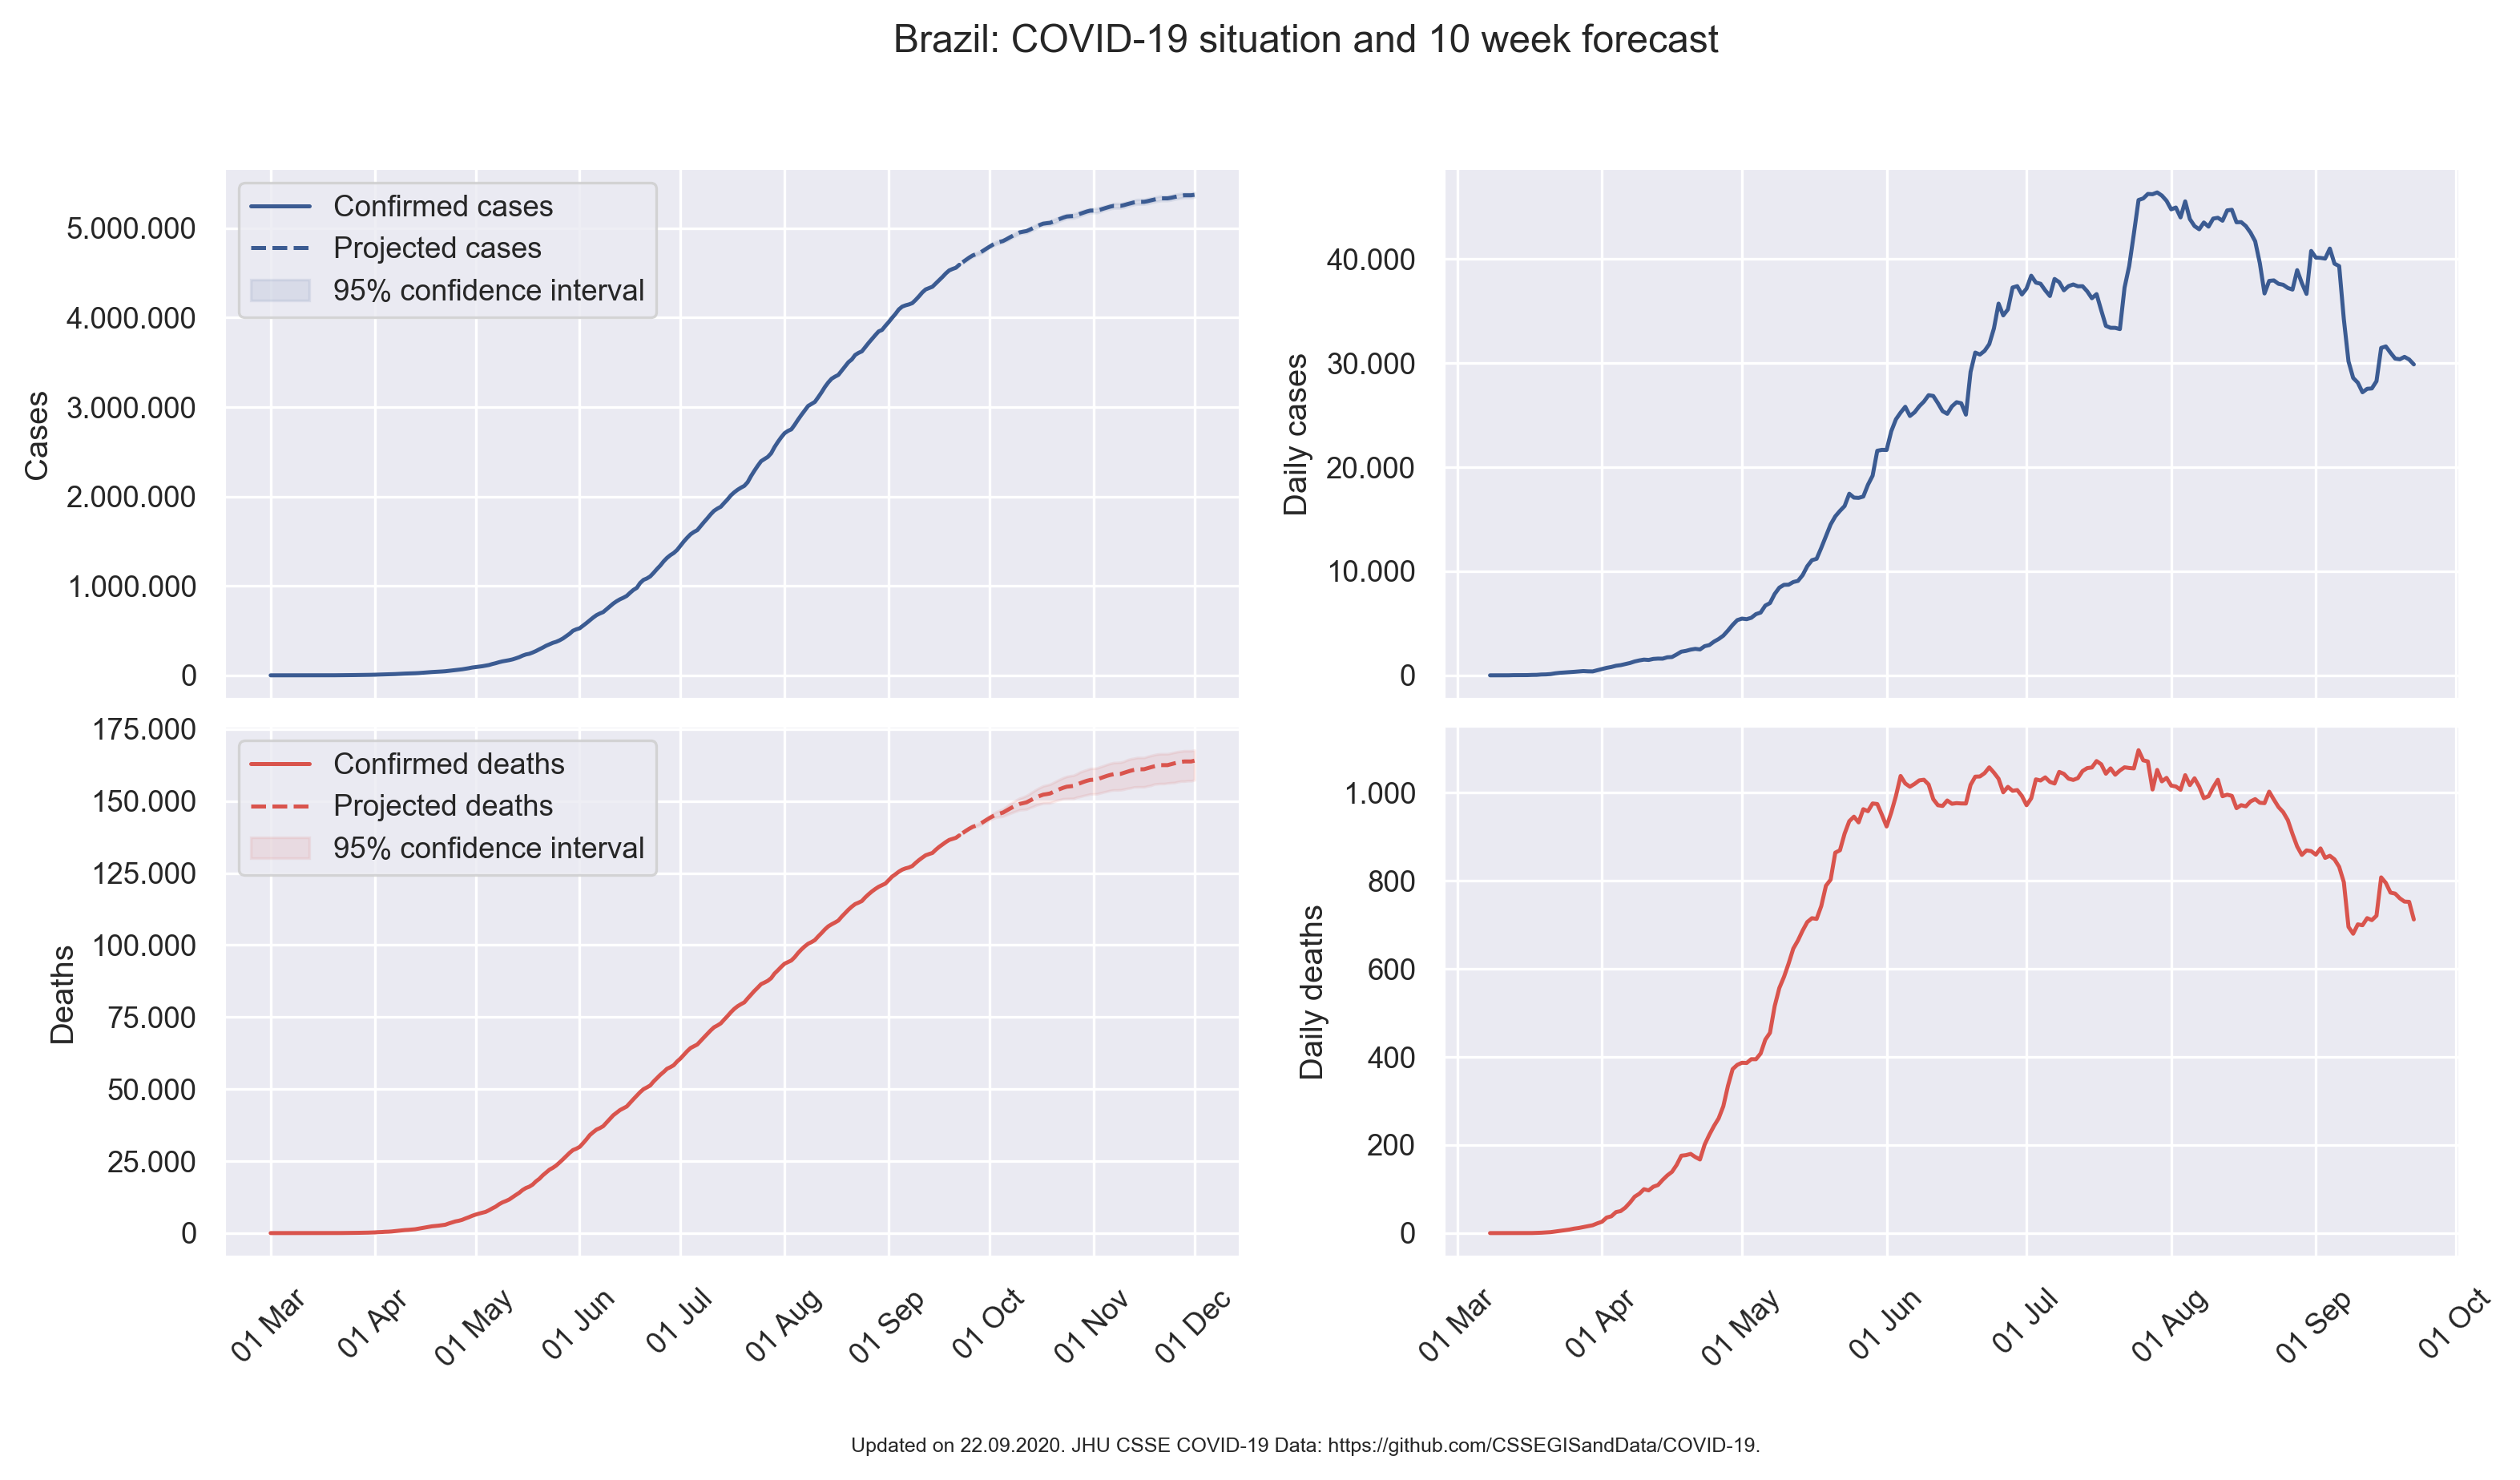 Brazil: COVID-19 situation and 10 week forecast
Confirmed cases
Projected cases
95% confidence interval
Cases
5.000.000
4.000.000
3.000.000
2.000.000
1.000.000
0
Daily cases
40.000
30.000
20.000
10.000
0
Confirmed deaths
Projected deaths
95% confidence interval
Deaths
175.000
150.000
125.000
100.000
75.000
50.000
25.000
0
01 Mar
01 Apr
01 May
01 Jun
01 Jul
01 Aug
01 Sep
01 Oct
01 Nov
01 Dec
Daily deaths
1.000
800
600
400
200
0
01 Mar
01 Apr
01 May
01 Jun
01 Jul
01 Aug
01 Sep
01 Oct
Updated on 22.09.2020. JHU CSSE COVID-19 Data: https://github.com/CSSEGISandData/COVID-19.